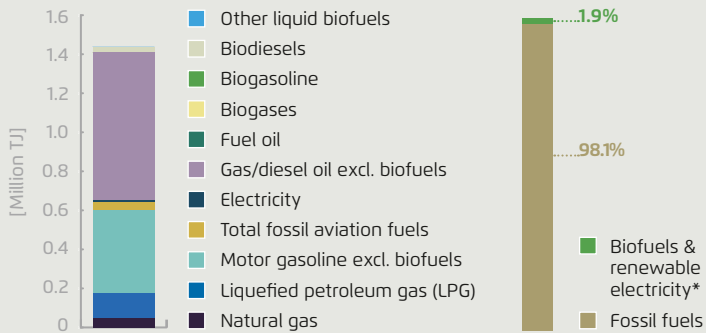 [Million TJ]
1.6
1.4
1.2
1.0
0.8
0.6
0.4
0.2
0
Other liquid biofuels
Biodiesels
Biogasoline
Biogases
Fuel oil
Gas/diesel oil excl. biofuels
Electricity
Total fossil aviation fuels
Motor gasoline excl. biofuels
Liquefied petroleum gas (LPG)
Natural gas
1.9%
98.1%
Biofuels &
renewable
electricity*
Fossil fuels